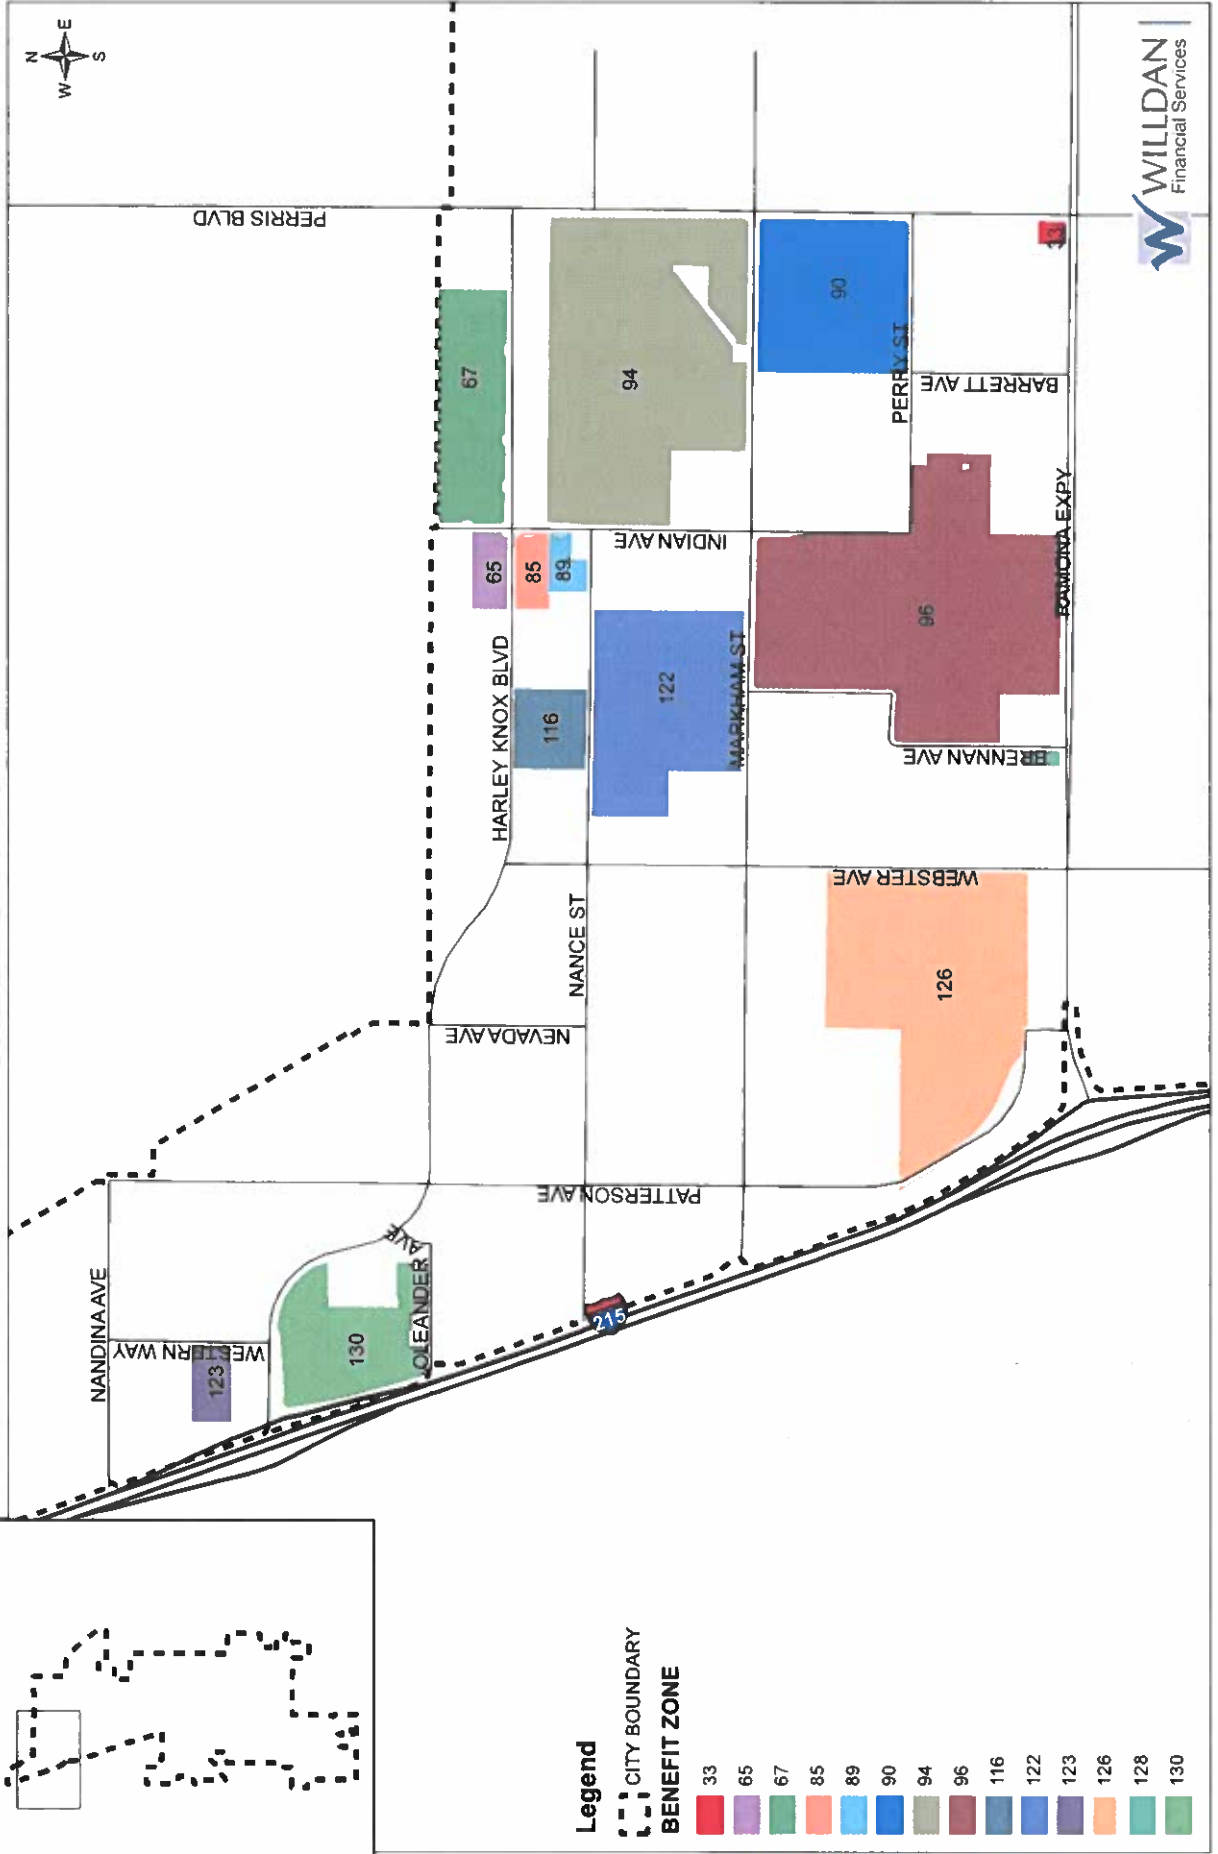 N
W E
S
PERRIS BLVD
67
94
90
33
PERRY ST
BARRETT AVE
65
85
89
INDIAN AVE
96
RAMONA EXPY
HARLEY KNOX BLVD
116
122
MARKHAM ST
BRENNAN AVE
NANCE ST
NEVADA AVE
WEBSTER AVE
126
PATTERSON AVE
NANDINA AVE
WESTERN WAY
123
130
OLEANDER AVE
215
Legend
CITY BOUNDARY
BENEFIT ZONE
33
65
67
85
89
90
94
96
116
122
123
126
128
130
W WILLDAN
Financial Services